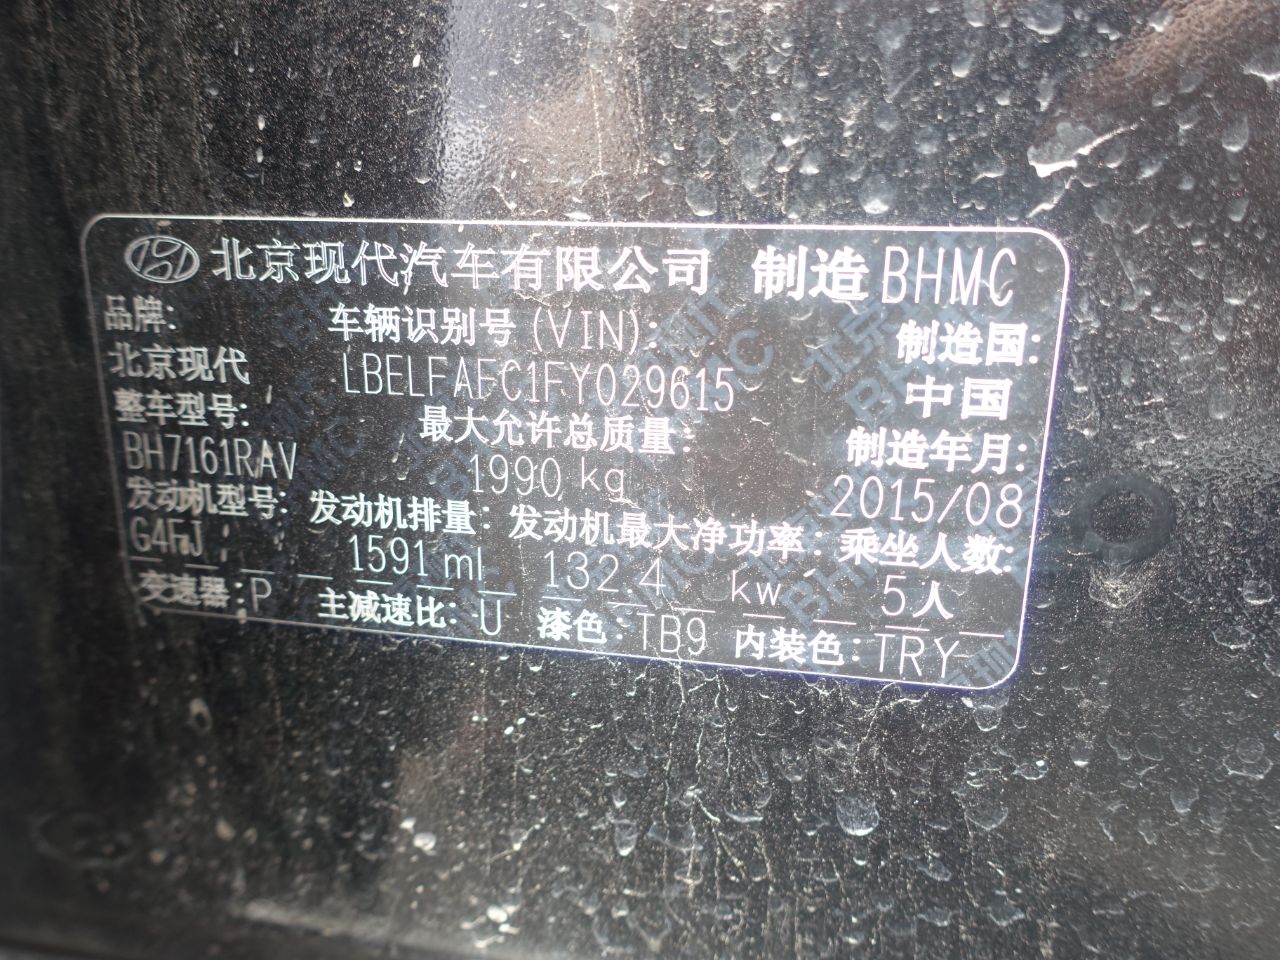 北京现代汽车有限公司 制造 BHMC
品牌: 车辆识别号(VIN): 制造国:
北京现代 LBELFAFC1FY029615 中国
整车型号: 最大允许总质量: 制造年月:
BH7161RAV 1990 kg 2015/08
发动机型号: 发动机排量: 发动机最大净功率: 乘坐人数:
G4FJ 1591 ml 132.4 kw 5人
变速器: P 主减速比: U 漆色: TB9 内装色: TRY